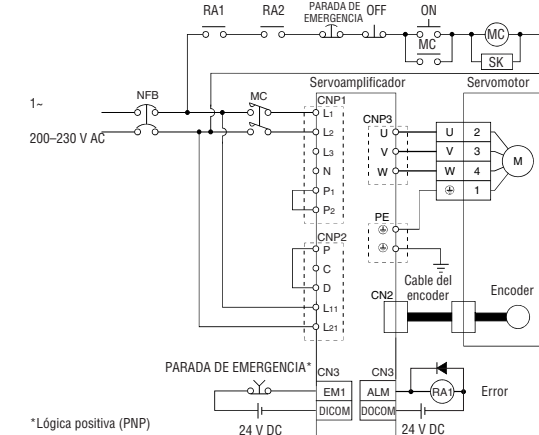 RA1 RA2 PARADA DE EMERGENCIA OFF ON
MC
MC
SK
Servoamplificador Servomotor
1~
200–230 V AC
NFB MC
CNP1
L1
L2
L3
N
P1
P2
CNP2
P
C
D
L11
L21
CNP3
U
V
W
PE
U 2
V 3
W 4
1
M
Cable del encoder
CN2
Encoder
PARADA DE EMERGENCIA*
CN3
EM1
DICOM
24 V DC
CN3
ALM
DOCOM
RA1
Error
24 V DC
*Lógica positiva (PNP)